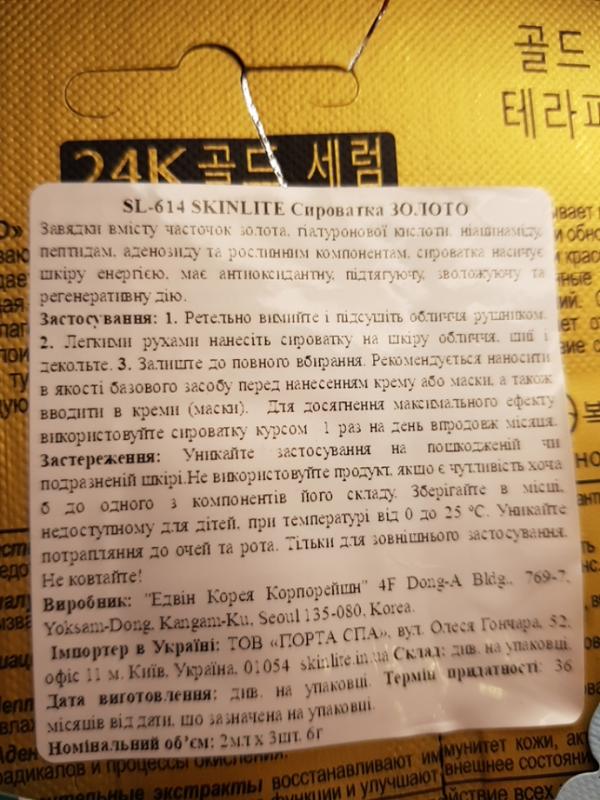 골드
테라피
24K 골드 세럼
SL-614 SKINLITE Сироватка ЗОЛОТО
Завдяки вмісту часточок золота, гіалуронової кислоти, ніацинаміду,
пептидам, аденозиду та рослинним компонентам, сироватка насичує
шкіру енергією, має антиоксидантну, підтягуючу, зволожуючу та
регенеративну дію.
Застосування: 1. Ретельно вимийте і підсушіть обличчя рушником.
2. Легкими рухами нанесіть сироватку на шкіру обличчя, шиї і
декольте. 3. Залиште до повного вбирання. Рекомендується наносити
в якості базового засобу перед нанесенням крему або маски, а також
вводити в креми (маски). Для досягнення максимального ефекту
використовуйте сироватку курсом 1 раз на день впродовж місяця.
Застереження: Уникайте застосування на пошкодженій чи
подразненій шкірі.Не використовуйте продукт, якщо є чутливість хоча
б до одного з компонентів його складу. Зберігайте в місці,
недоступному для дітей, при температурі від 0 до 25 °C. Уникайте
потрапляння до очей та рота. Тільки для зовнішнього застосування.
Не ковтайте!
Виробник: "Едвін Корея Корпорейшн" 4F Dong-A Bldg., 769-7,
Yoksam-Dong, Kangam-Ku, Seoul 135-080, Korea.
Імпортер в Україні: ТОВ «ПОРТА СПА», вул. Олеся Гончара, 52,
офіс 11 м. Київ, Україна, 01054 skinlite.in.ua Склад: див. на упаковці.
Дата виготовлення: див. на упаковці. Термін придатності: 36
місяців від дати, що зазначена на упаковці.
Номінальний об'єм: 2мл х 3шт, 6г
радикалов и процессы окисления.
экстракты восстанавливают иммунитет кожи,
функции и улучшают внешнее